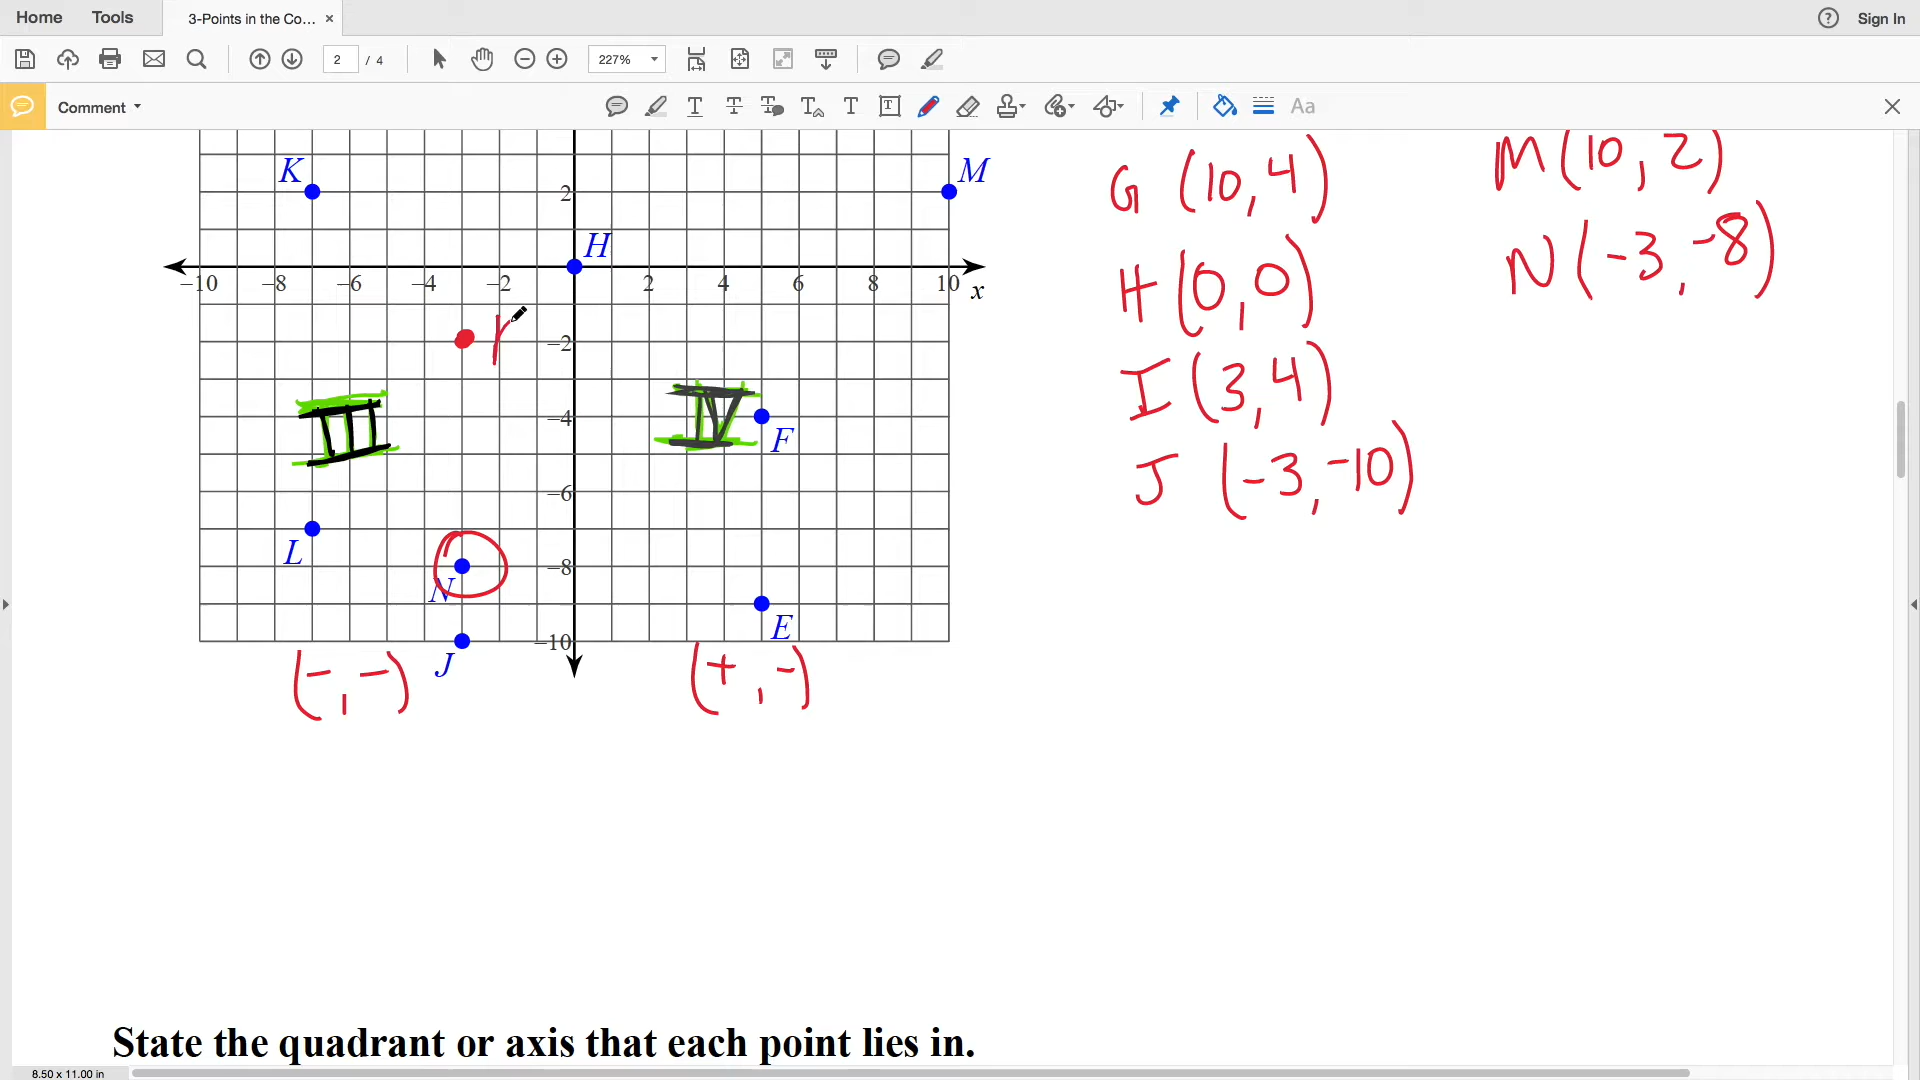 Home Tools 3-Points in the Co... × Sign In
2 / 4 227%
Comment Aa
K M
2
H
−10 −8 −6 −4 −2 2 4 6 8 10 x
−2
III IV
−4
F
−6
L
−8
N
E
−10
J
(-, -) (+, -)
G (10, 4)
H (0, 0)
I (3, 4)
J (-3, -10)
M (10, 2)
N (-3, -8)
State the quadrant or axis that each point lies in.
8.50 x 11.00 in